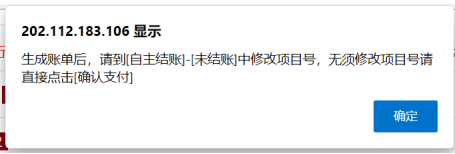 202.112.183.106 显示
生成账单后，请到[自主结账]-[未结账]中修改项目号，无须修改项目号请
直接点击[确认支付]
确定